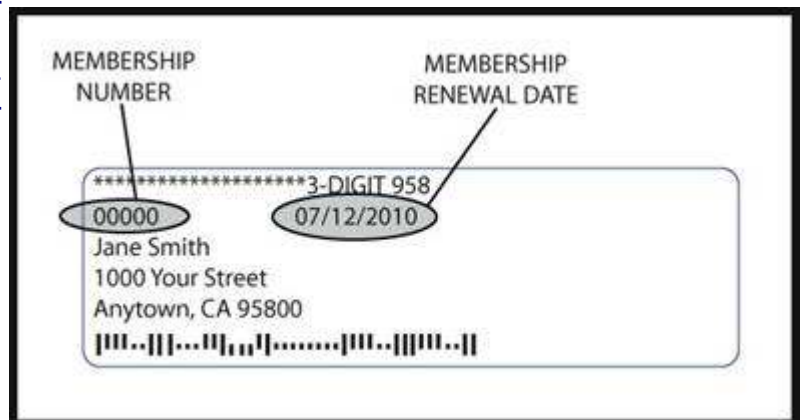 MEMBERSHIP
NUMBER
MEMBERSHIP
RENEWAL DATE
********************3-DIGIT 958
00000 07/12/2010
Jane Smith
1000 Your Street
Anytown, CA 95800